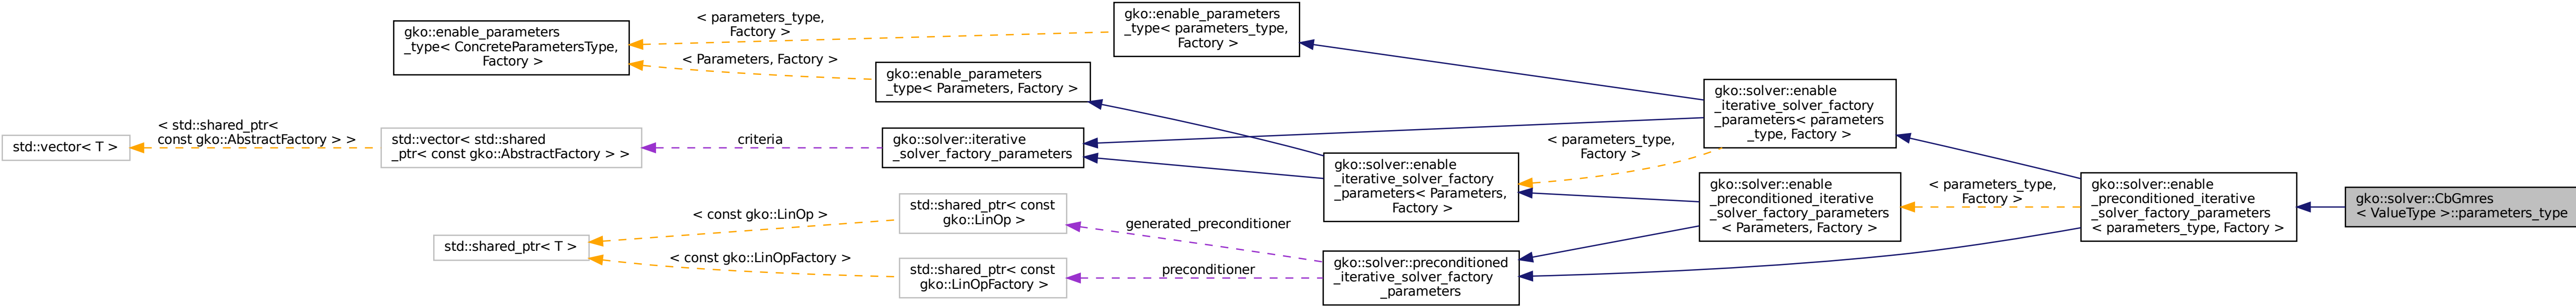 gko::enable_parameters
_type< ConcreteParametersType,
Factory >
< parameters_type,
Factory >
gko::enable_parameters
_type< parameters_type,
Factory >
< Parameters, Factory >
gko::enable_parameters
_type< Parameters, Factory >
std::vector< T >
< std::shared_ptr<
const gko::AbstractFactory > >
std::vector< std::shared
_ptr< const gko::AbstractFactory > >
criteria
gko::solver::iterative
_solver_factory_parameters
gko::solver::enable
_iterative_solver_factory
_parameters< Parameters,
Factory >
< parameters_type,
Factory >
gko::solver::enable
_iterative_solver_factory
_parameters< parameters
_type, Factory >
std::shared_ptr< T >
< const gko::LinOp >
std::shared_ptr< const
gko::LinOp >
generated_preconditioner
< const gko::LinOpFactory >
std::shared_ptr< const
gko::LinOpFactory >
preconditioner
gko::solver::preconditioned
_iterative_solver_factory
_parameters
gko::solver::enable
_preconditioned_iterative
_solver_factory_parameters
< Parameters, Factory >
< parameters_type,
Factory >
gko::solver::enable
_preconditioned_iterative
_solver_factory_parameters
< parameters_type, Factory >
gko::solver::CbGmres
< ValueType >::parameters_type